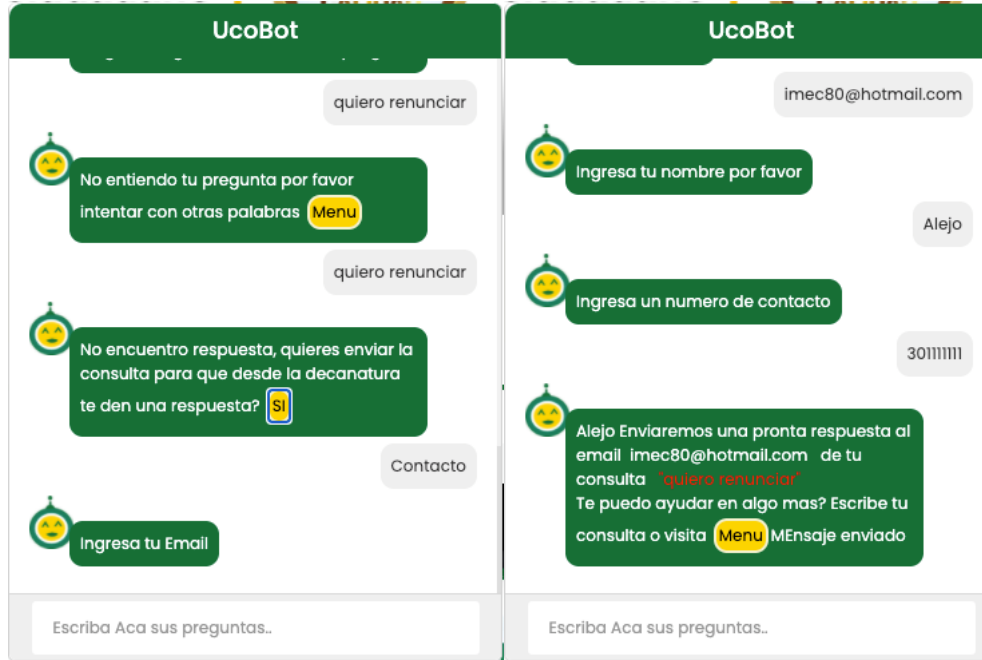 UcoBot
quiero renunciar
No entiendo tu pregunta por favor
intentar con otras palabras Menu
quiero renunciar
No encuentro respuesta, quieres enviar la
consulta para que desde la decanatura
te den una respuesta? SI
Contacto
Ingresa tu Email
Escriba Aca sus preguntas..
UcoBot
imec80@hotmail.com
Ingresa tu nombre por favor
Alejo
Ingresa un numero de contacto
301111111
Alejo Enviaremos una pronta respuesta al
email imec80@hotmail.com de tu
consulta "quiero renunciar"
Te puedo ayudar en algo mas? Escribe tu
consulta o visita Menu MEnsaje enviado
Escriba Aca sus preguntas..